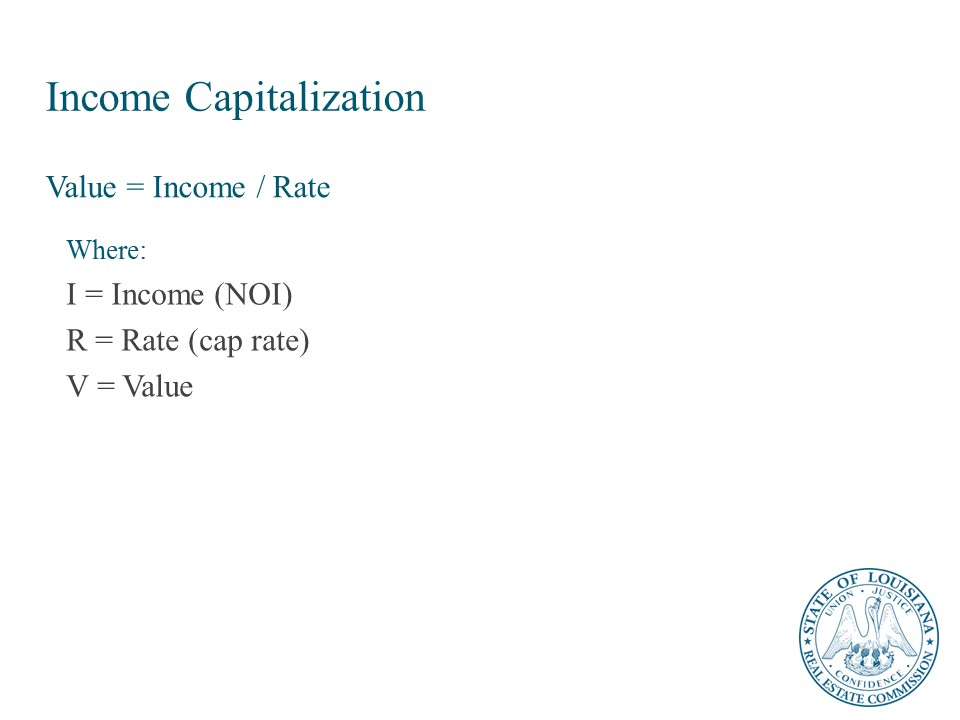 Income Capitalization
Value = Income / Rate
Where:
I = Income (NOI)
R = Rate (cap rate)
V = Value
STATE OF LOUISIANA
UNION · JUSTICE
· CONFIDENCE ·
REAL ESTATE COMMISSION